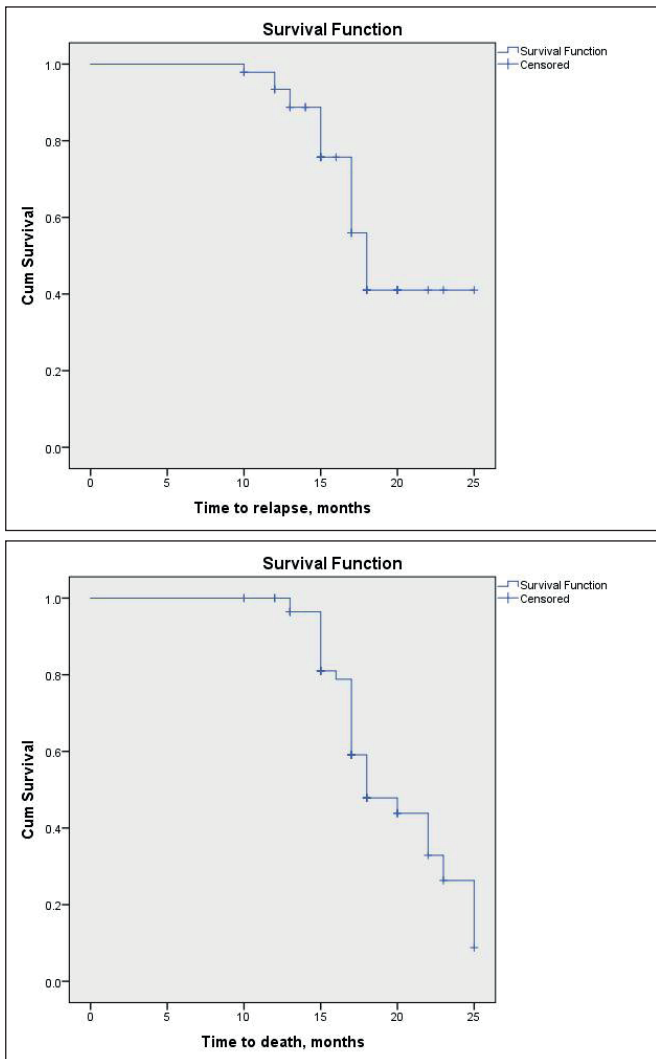 Survival Function
Survival Function
Censored
1.0
0.8
0.6
0.4
0.2
0.0
Cum Survival
0 5 10 15 20 25
Time to relapse, months
Survival Function
Survival Function
Censored
1.0
0.8
0.6
0.4
0.2
0.0
Cum Survival
0 5 10 15 20 25
Time to death, months